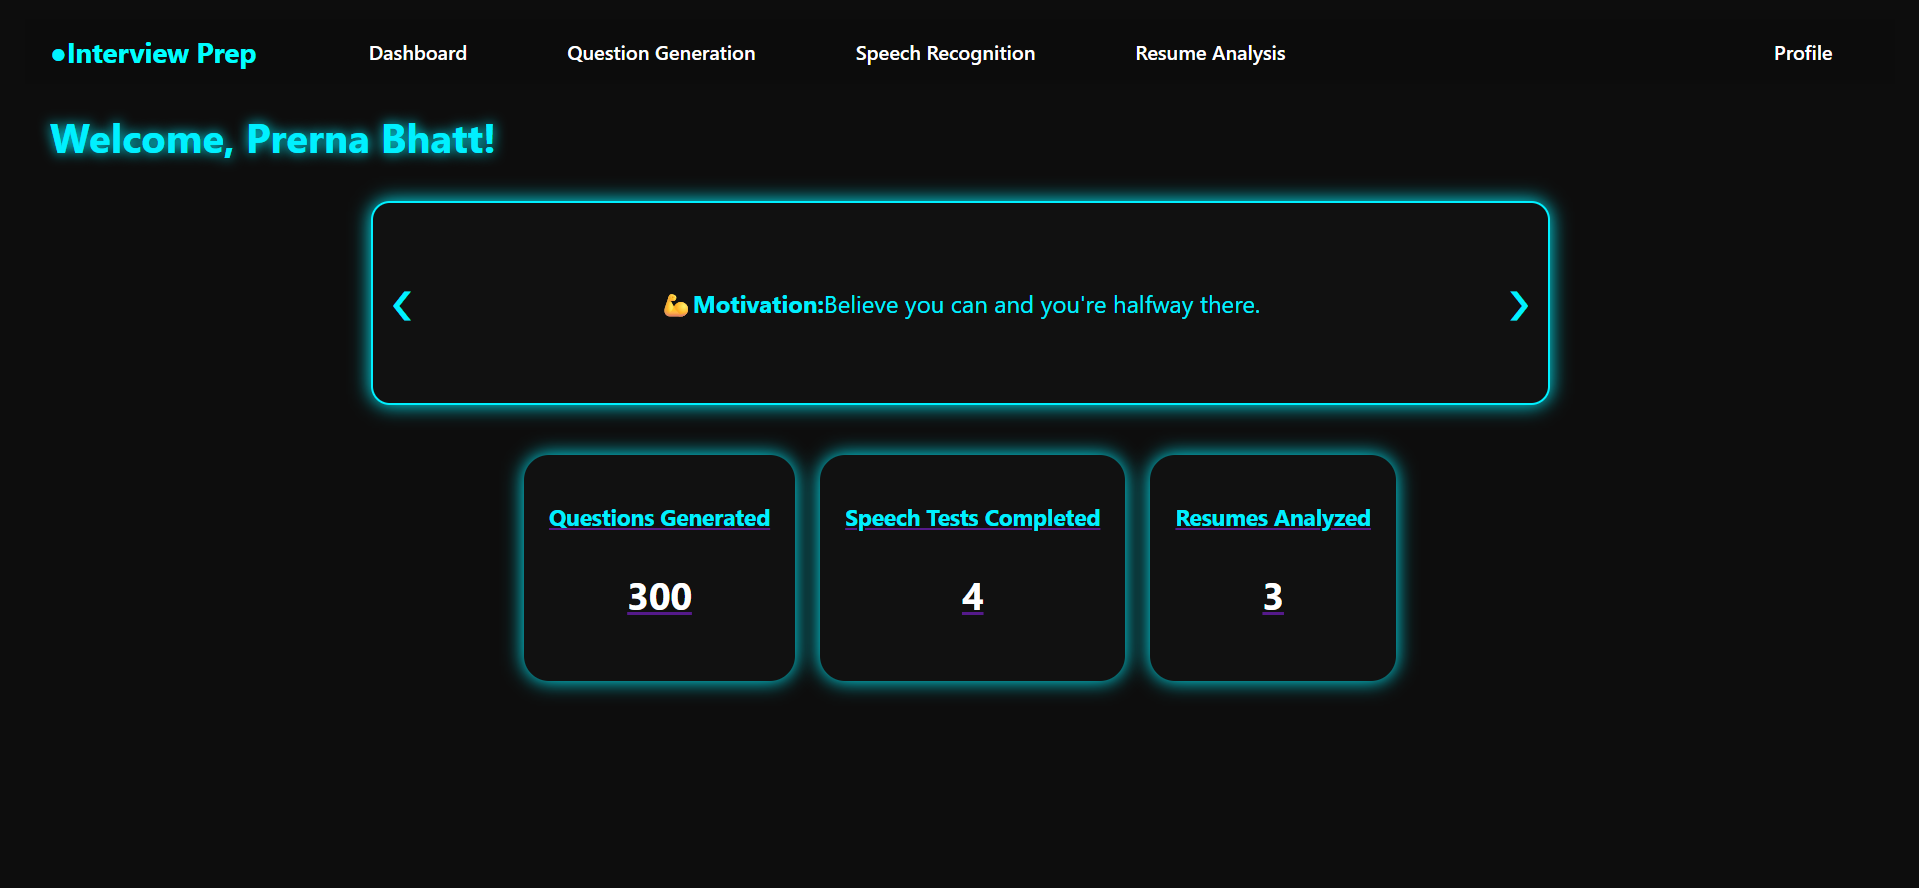 ●Interview Prep Dashboard Question Generation Speech Recognition Resume Analysis Profile
Welcome, Prerna Bhatt!
❮ 💪Motivation:Believe you can and you're halfway there. ❯
Questions Generated Speech Tests Completed Resumes Analyzed
300 4 3